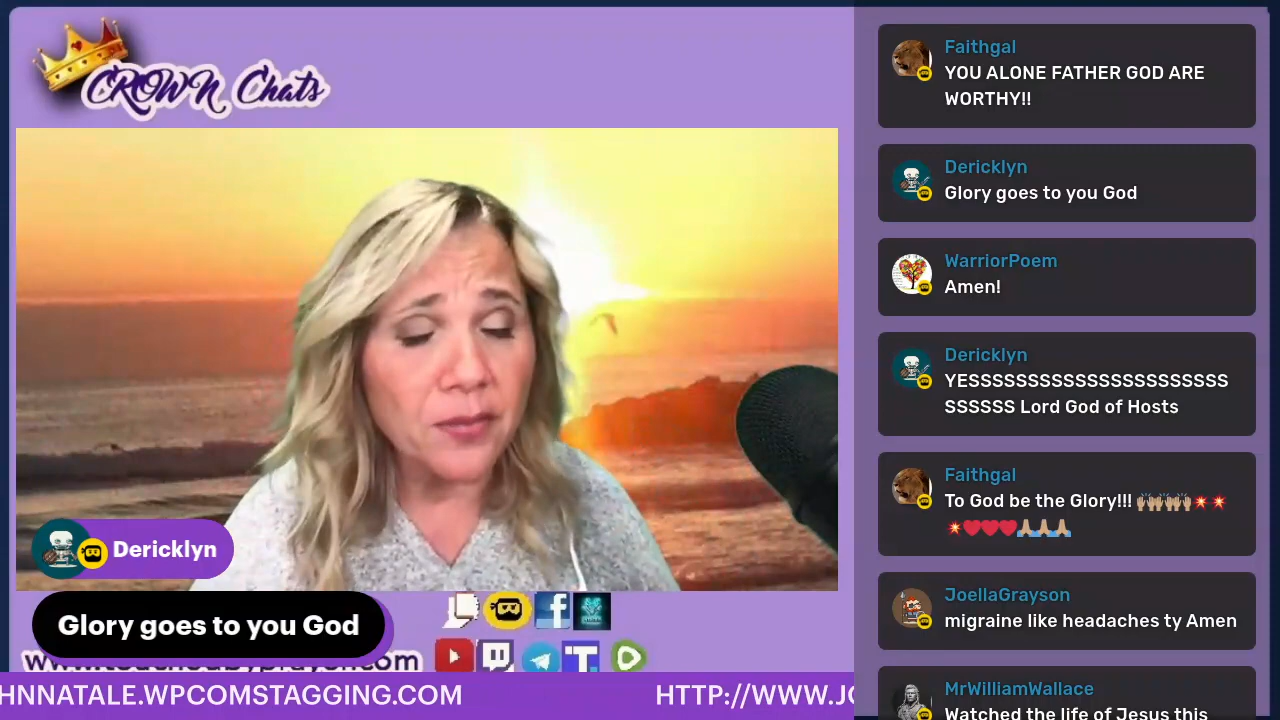 CROWN Chats
Dericklyn
Glory goes to you God
HNNATALE.WPCOMSTAGGING.COM
HTTP://WWW.JO
Faithgal
YOU ALONE FATHER GOD ARE
WORTHY!!
Dericklyn
Glory goes to you God
WarriorPoem
Amen!
Dericklyn
YESSSSSSSSSSSSSSSSSSSSSSS
SSSSSS Lord God of Hosts
Faithgal
To God be the Glory!!! 🙌🏽🙌🏽🙌🏽💥💥
💥❤️❤️❤️🙏🏽🙏🏽🙏🏽
JoellaGrayson
migraine like headaches ty Amen
MrWilliamWallace
Watched the life of Jesus this